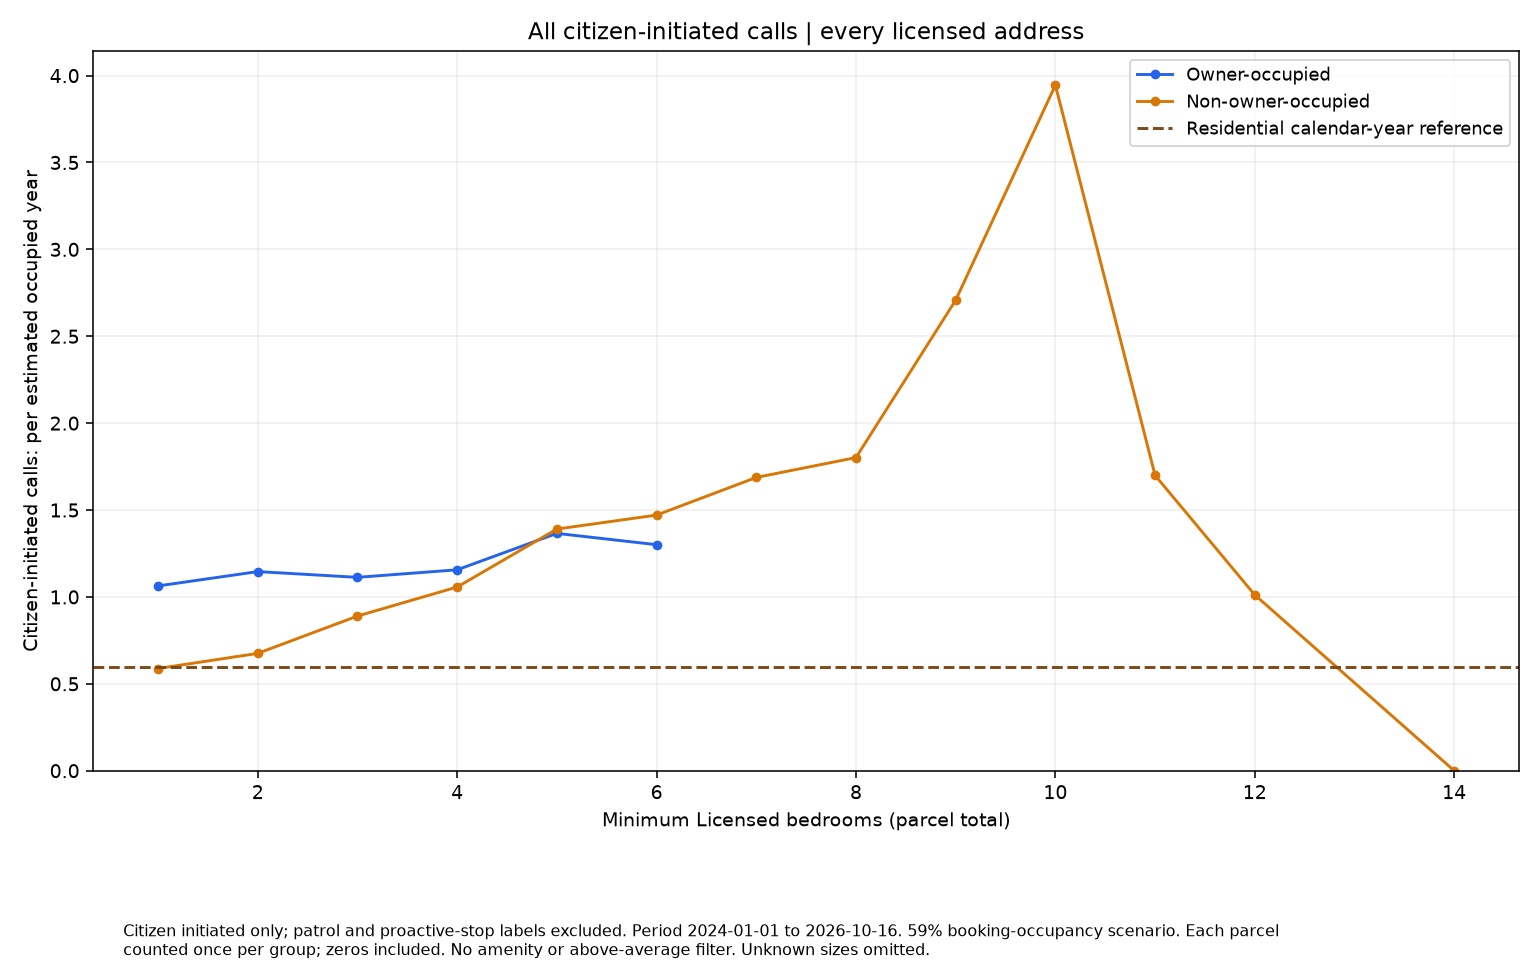 All citizen-initiated calls | every licensed address
Owner-occupied
Non-owner-occupied
Residential calendar-year reference
Citizen-initiated calls: per estimated occupied year
4.0
3.5
3.0
2.5
2.0
1.5
1.0
0.5
0.0
2 4 6 8 10 12 14
Minimum Licensed bedrooms (parcel total)
Citizen initiated only; patrol and proactive-stop labels excluded. Period 2024-01-01 to 2026-10-16. 59% booking-occupancy scenario. Each parcel
counted once per group; zeros included. No amenity or above-average filter. Unknown sizes omitted.